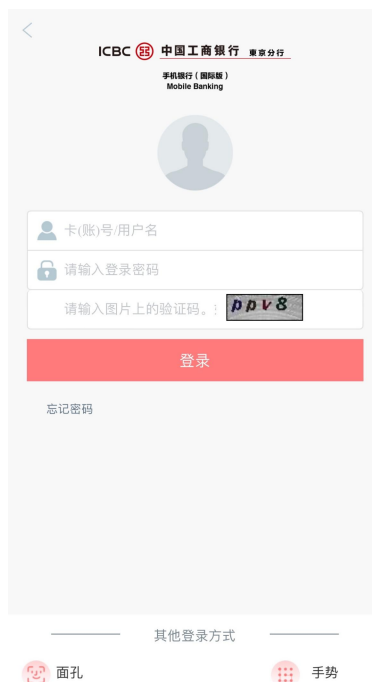 ICBC 中国工商银行 東京分行
手机银行（国际版）
Mobile Banking
卡(账)号/用户名
请输入登录密码
请输入图片上的验证码。: ppv8
登录
忘记密码
其他登录方式
面孔 手势